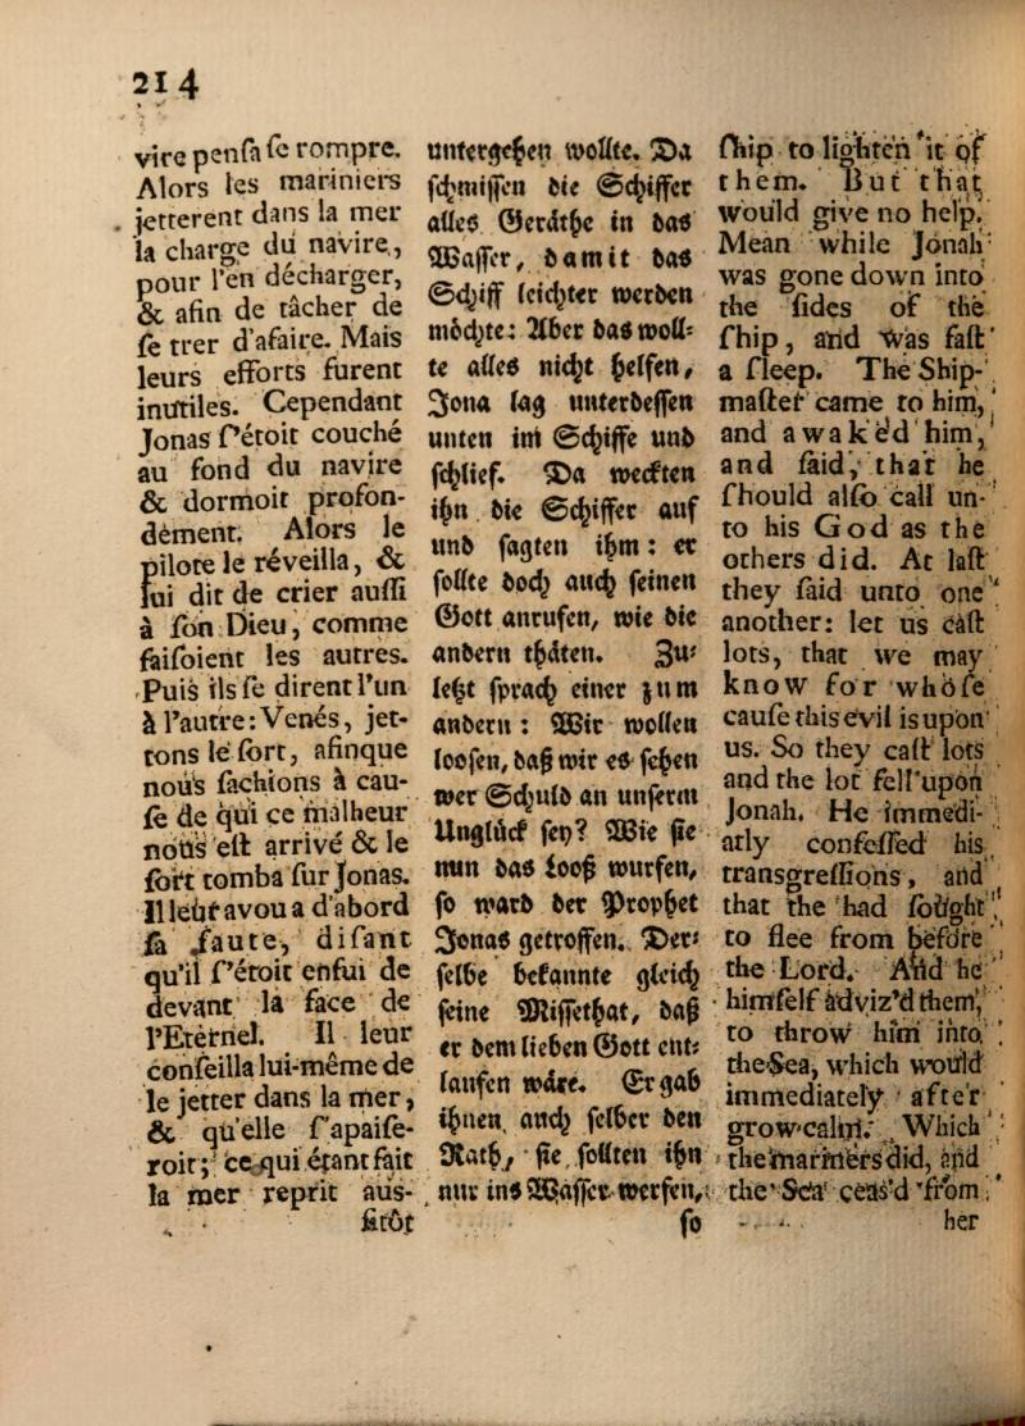 214
vire penſa ſe rompre.
Alors les mariniers
jetterent dans la mer
la charge du navire,
pour l'en décharger,
& afin de tâcher de
ſe trer d'afaire. Mais
leurs efforts furent
inutiles. Cependant
Jonas ſ'étoit couché
au fond du navire
& dormoit profon-
dément. Alors le
pilote le réveilla, &
lui dit de crier auſſi
à ſon Dieu, comme
faiſoient les autres.
Puis ils ſe dirent l'un
à l'autre: Venés, jet-
tons le ſort, afinque
nous ſachions à cau-
ſe de qui ce malheur
nous eſt arrivé & le
ſort tomba ſur Jonas.
Il leur avoua d'abord
ſa faute, diſant
qu'il ſ'étoit enfui de
devant la face de
l'Eternel. Il leur
conſeilla lui-même de
le jetter dans la mer,
& qu'elle ſ'apaiſe-
roit; ce qui étant fait
la mer reprit aus-
ſitôt
untergehen wollte. Da
ſchmiſſen die Schiffer
alles Geräthe in das
Waſſer, damit das
Schiff leichter werden
möchte: Aber das woll-
te alles nicht helfen,
Jona lag unterdeſſen
unten im Schiffe und
ſchlief. Da weckten
ihn die Schiffer auf
und ſagten ihm: er
ſollte doch auch ſeinen
Gott anrufen, wie die
andern thäten. Zu-
letzt ſprach einer zum
andern: Wir wollen
looſen, daß wir es ſehen
wer Schuld an unſerm
Unglück ſey? Wie ſie
nun das Looß wurfen,
ſo ward der Prophet
Jonas getroffen. Der-
ſelbe bekannte gleich
ſeine Miſſethat, daß
er dem lieben Gott ent-
laufen wäre. Er gab
ihnen auch ſelber den
Rath, ſie ſollten ihn
nur ins Waſſer werfen,
ſo
ſhip to lighten it of
them. But that
would give no help.
Mean while Jonah
was gone down into
the ſides of the
ſhip, and was faſt
a ſleep. The Ship-
maſter came to him,
and awaked him,
and ſaid, that he
ſhould alſo call un-
to his God as the
others did. At laſt
they ſaid unto one
another: let us caſt
lots, that we may
know for whoſe
cauſe this evil is upon
us. So they caſt lots
and the lot fell upon
Jonah. He immedi-
atly confeſſed his
transgreſſions, and
that the had ſought
to flee from before
the Lord. And he
himſelf adviz'd them,
to throw him into
the Sea, which would
immediately after
grow calm. Which
the mariners did, and
the Sea ceas'd from
her